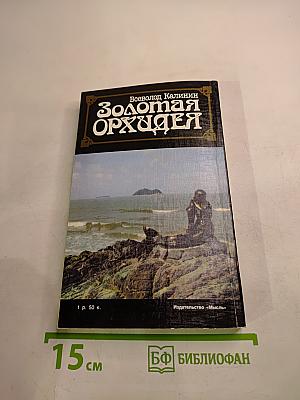 Всеволод Калинин
Золотая
орхидея
1 р. 50 к.
Издательство «Мысль»
15 см
БФ БИБЛИОФАН